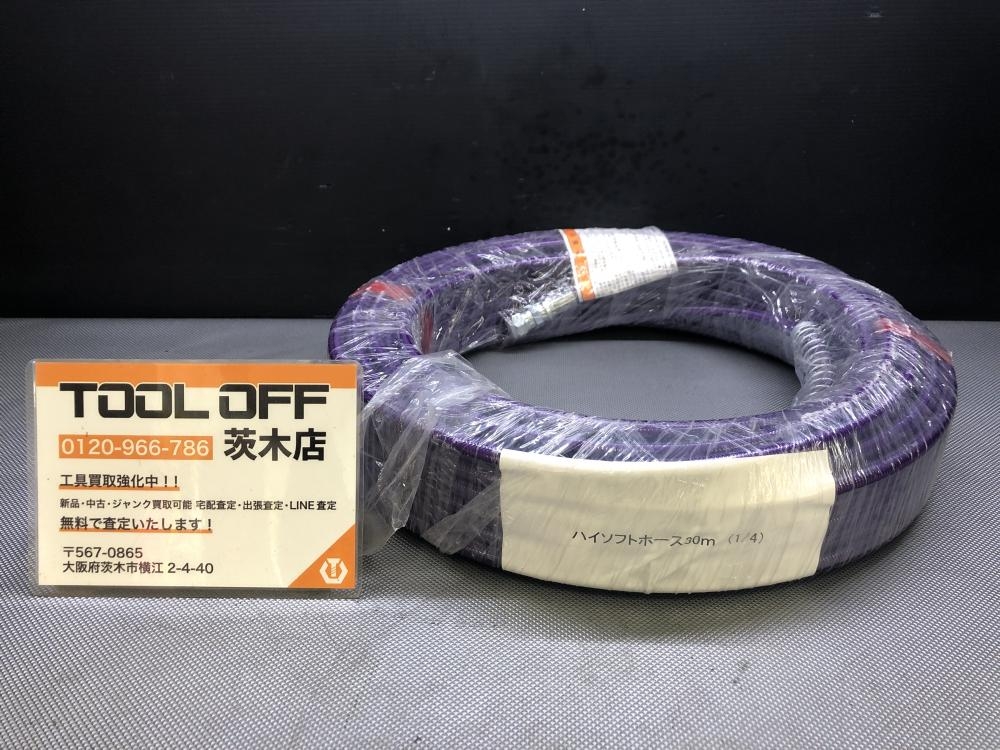 TOOL OFF
0120-966-786 茨木店
工具買取強化中!!
新品・中古・ジャンク買取可能 宅配査定・出張査定・LINE査定
無料で査定いたします!
〒567-0865
大阪府茨木市横江 2-4-40
ハイソフトホース30m (1/4)